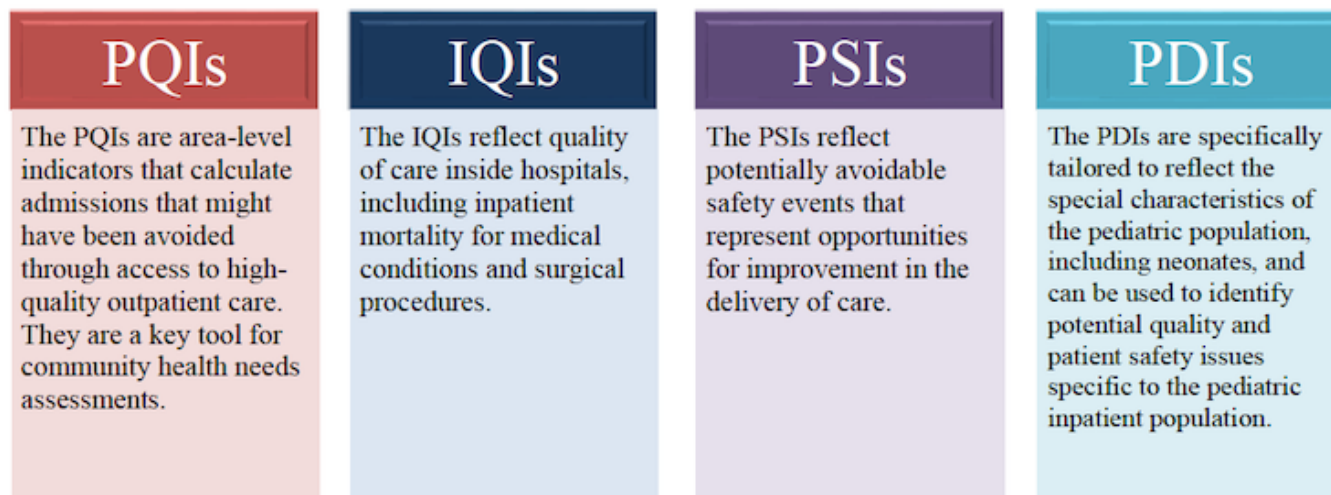 PQIs
The PQIs are area-level
indicators that calculate
admissions that might
have been avoided
through access to high-
quality outpatient care.
They are a key tool for
community health needs
assessments.
IQIs
The IQIs reflect quality
of care inside hospitals,
including inpatient
mortality for medical
conditions and surgical
procedures.
PSIs
The PSIs reflect
potentially avoidable
safety events that
represent opportunities
for improvement in the
delivery of care.
PDIs
The PDIs are specifically
tailored to reflect the
special characteristics of
the pediatric population,
including neonates, and
can be used to identify
potential quality and
patient safety issues
specific to the pediatric
inpatient population.